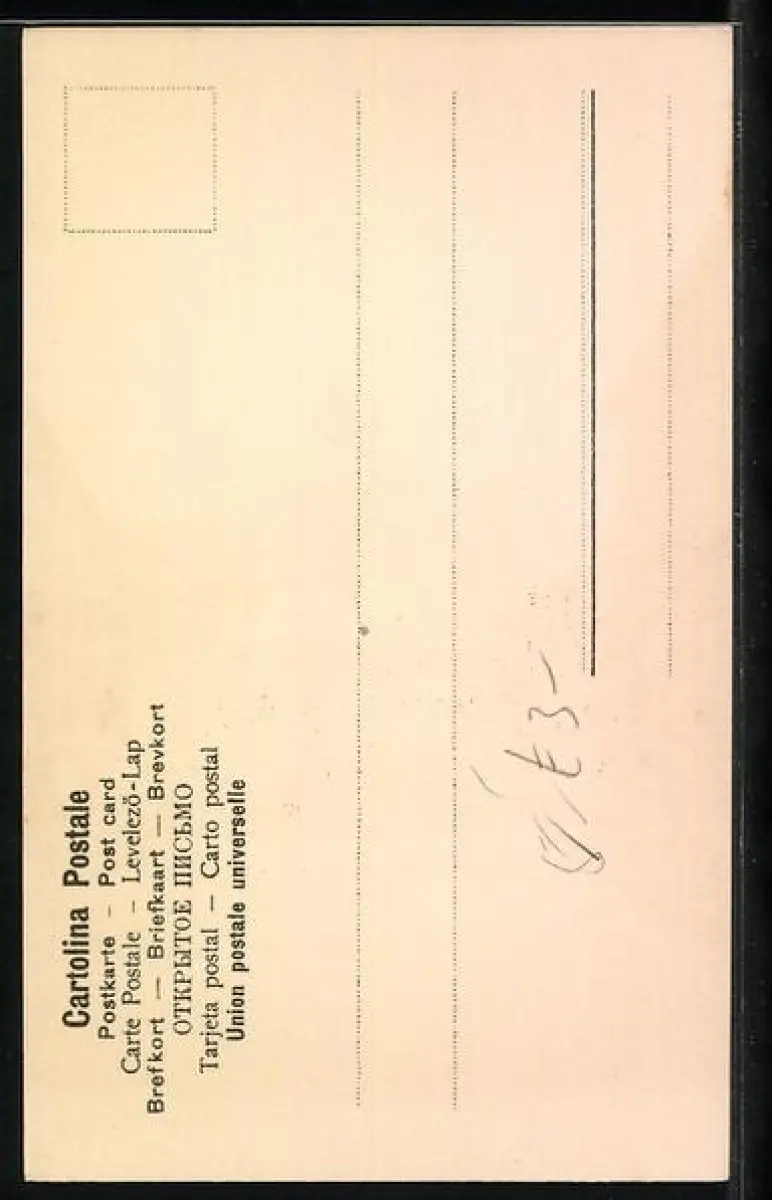 Cartolina Postale
Postkarte – Post card
Carte Postale – Levelező-Lap
Brefkort — Briefkaart — Brevkort
ОТКРЫТОЕ ПИСЬМО
Tarjeta postal – Carto postal
Union postale universelle